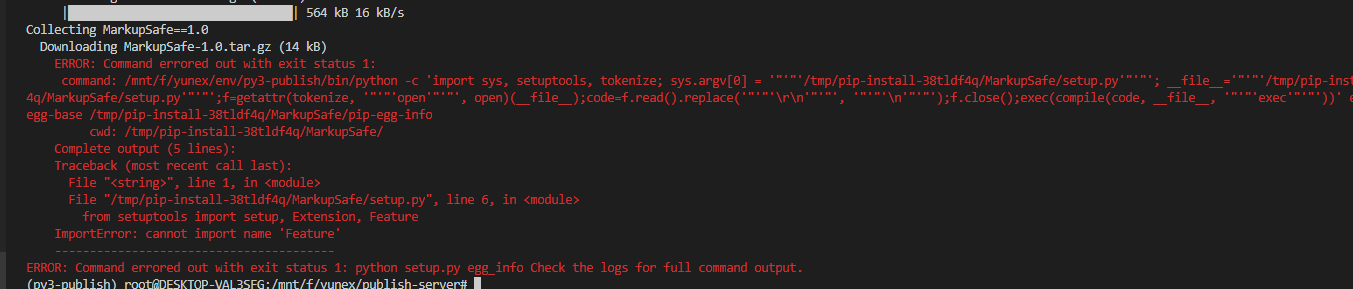 564 kB 16 kB/s
Collecting MarkupSafe==1.0
Downloading MarkupSafe-1.0.tar.gz (14 kB)
ERROR: Command errored out with exit status 1:
command: /mnt/f/yunex/env/py3-publish/bin/python -c 'import sys, setuptools, tokenize; sys.argv[0] = '"'"'/tmp/pip-install-38tldf4q/MarkupSafe/setup.py'"'"'; __file__='"'"'/tmp/pip-inst
4q/MarkupSafe/setup.py'"'"';f=getattr(tokenize, '"'"'open'"'"', open)(__file__);code=f.read().replace('"'"'\r\n'"'"', '"'"'\n'"'"');f.close();exec(compile(code, __file__, '"'"'exec'"'"'))' e
egg-base /tmp/pip-install-38tldf4q/MarkupSafe/pip-egg-info
cwd: /tmp/pip-install-38tldf4q/MarkupSafe/
Complete output (5 lines):
Traceback (most recent call last):
File "<string>", line 1, in <module>
File "/tmp/pip-install-38tldf4q/MarkupSafe/setup.py", line 6, in <module>
from setuptools import setup, Extension, Feature
ImportError: cannot import name 'Feature'
----------------------------------------
ERROR: Command errored out with exit status 1: python setup.py egg_info Check the logs for full command output.
(py3-publish) root@DESKTOP-VAL3SFG:/mnt/f/yunex/publish-server#